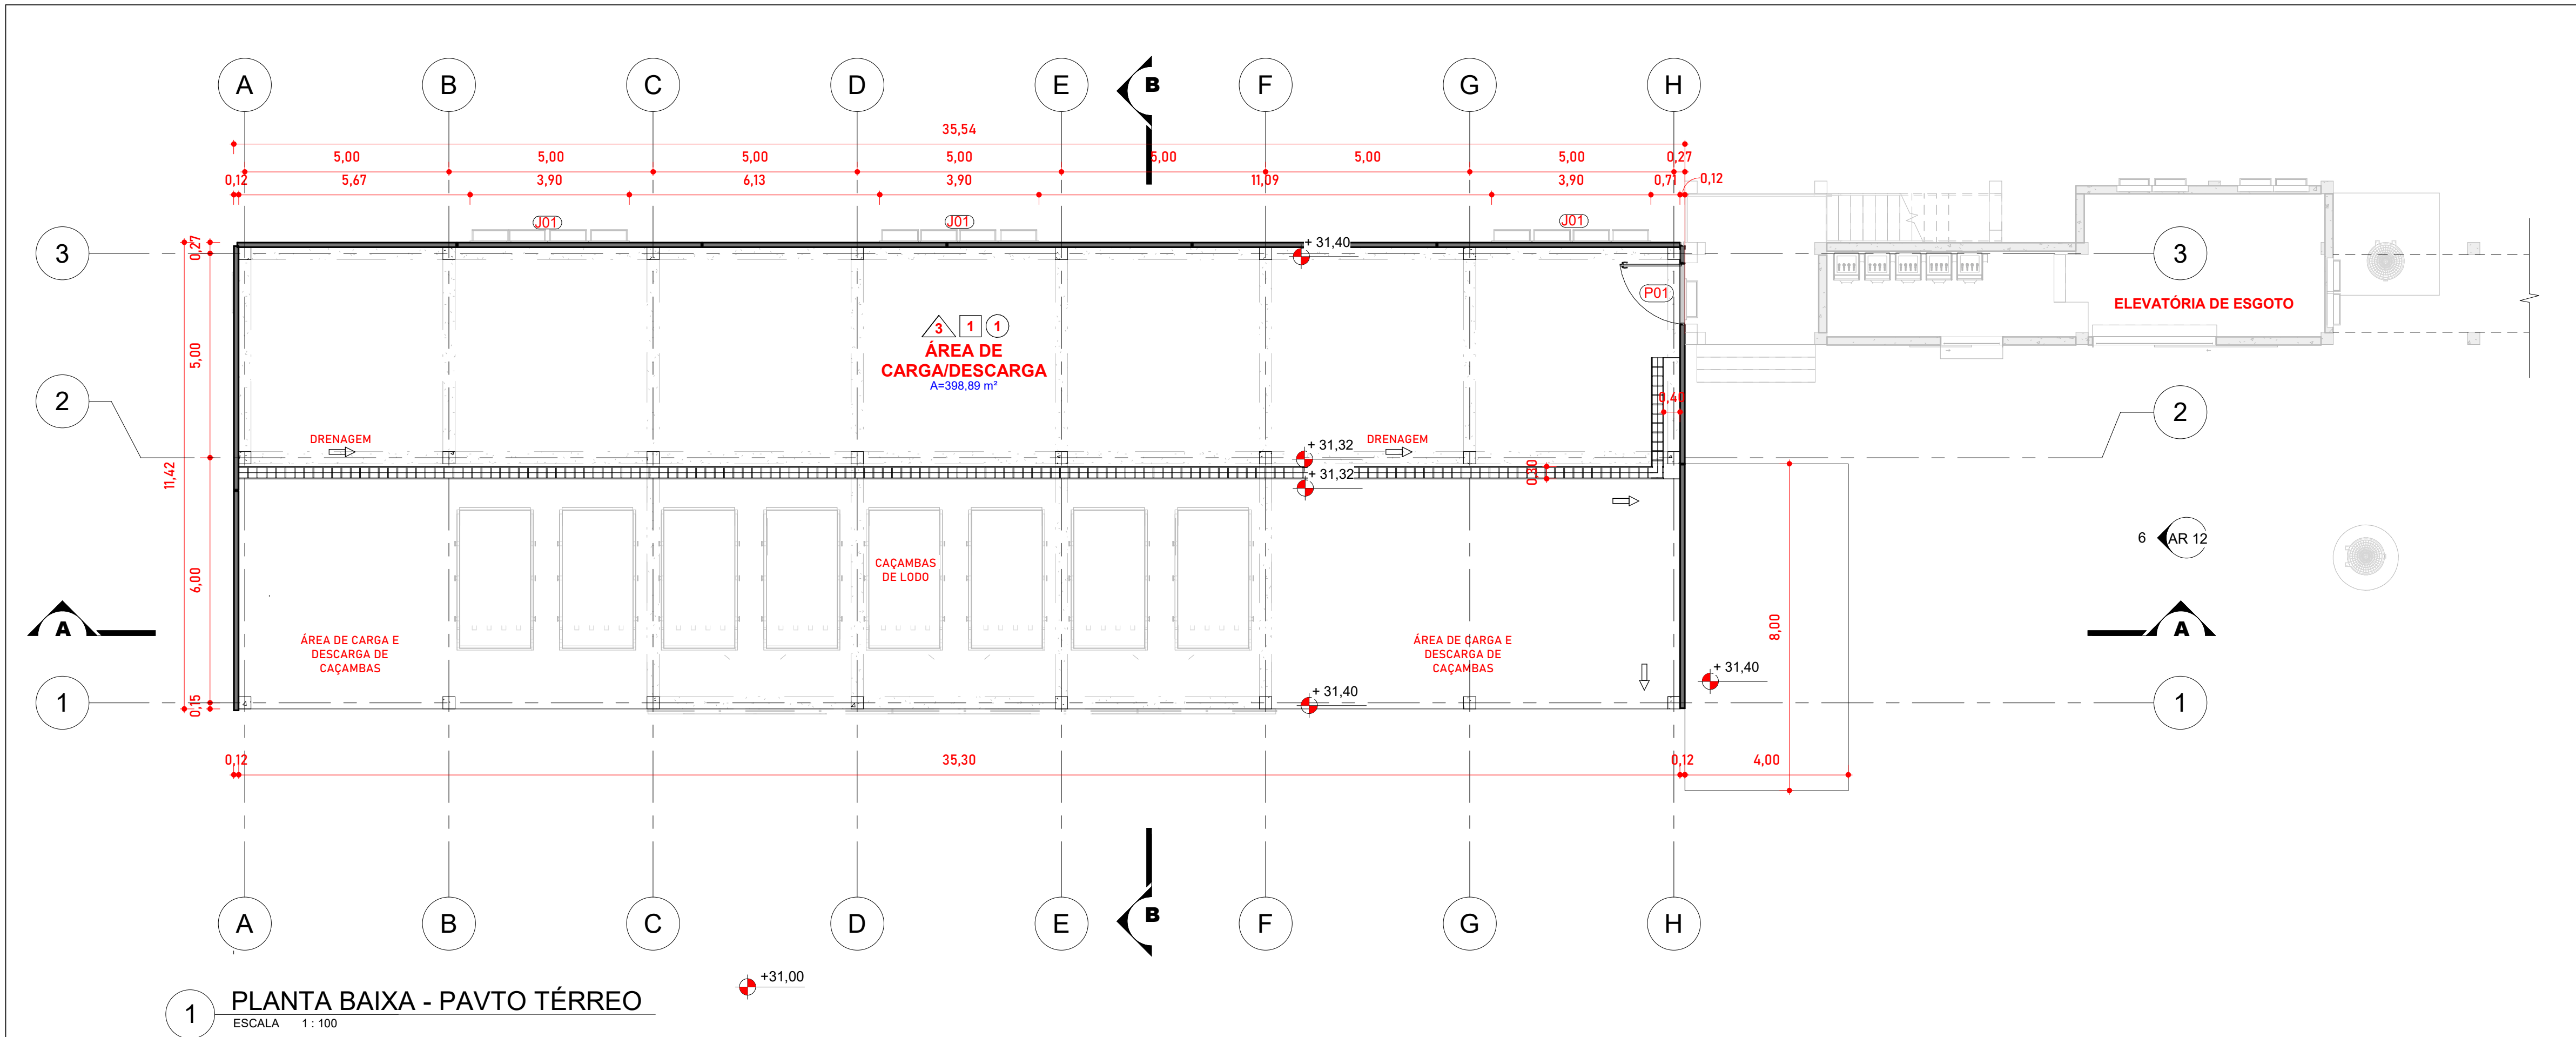 A B C D E B F G H
35,54
5,00 5,00 5,00 5,00 5,00 5,00 5,00 0,27
0,12 5,67 3,90 6,13 3,90 11,09 3,90 0,71 0,12
J01 J01 J01
3 0,27 + 31,40 3
P01
ELEVATÓRIA DE ESGOTO
3 1 1
ÁREA DE
CARGA/DESCARGA
A=398,89 m²
5,00
2 0,40 2
DRENAGEM + 31,32 DRENAGEM
11,42 + 31,32 0,30
6 AR 12
CAÇAMBAS
DE LODO
6,00
A 8,00 A
ÁREA DE CARGA E
DESCARGA DE
CAÇAMBAS
ÁREA DE CARGA E
DESCARGA DE
CAÇAMBAS
+ 31,40
1 0,15 + 31,40 1
0,12 35,30 0,12 4,00
A B C D E B F G H
+31,00
1 PLANTA BAIXA - PAVTO TÉRREO
ESCALA 1 : 100